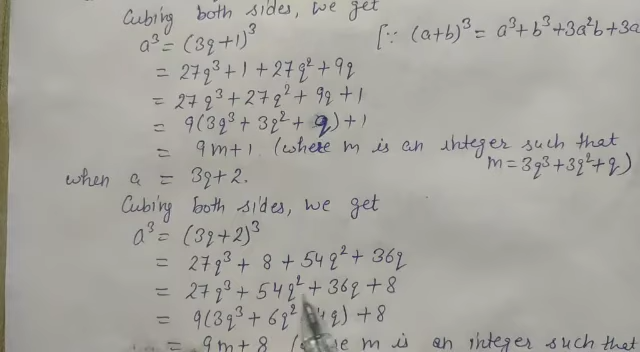 Cubing both sides, we get
a³ = (3q+1)³ [∵ (a+b)³ = a³+b³+3a²b+3a
= 27q³+1+27q²+9q
= 27q³+27q²+9q+1
= 9(3q³+3q²+q)+1
= 9m+1 (where m is an integer such that
m=3q³+3q²+q)
when a = 3q+2.
Cubing both sides, we get
a³ = (3q+2)³
= 27q³ + 8 + 54q² + 36q
= 27q³ + 54q² + 36q + 8
= 9(3q³ + 6q² 4q) + 8
= 9m+8 m is an integer such that